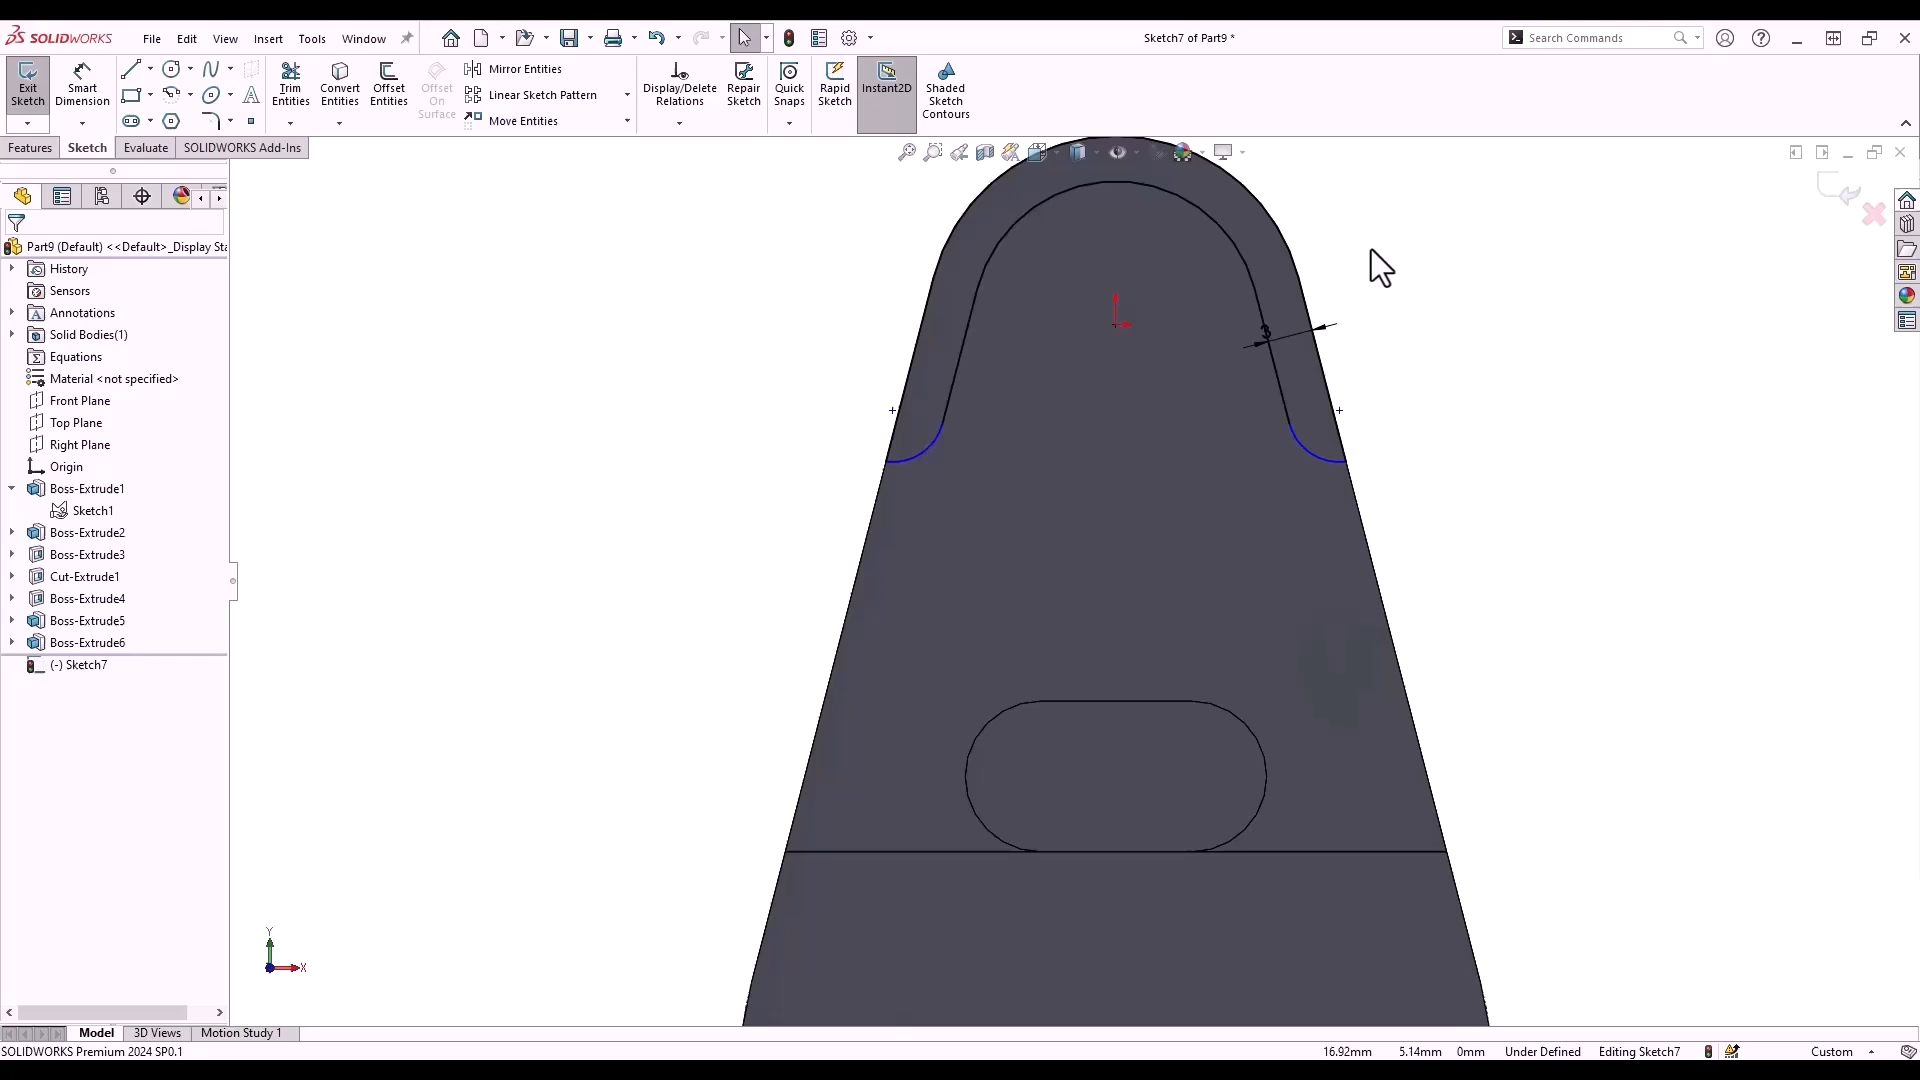 SOLIDWORKS
File Edit View Insert Tools Window
Sketch7 of Part9 *
Search Commands
Exit Sketch
Smart Dimension
Trim Entities
Convert Entities
Offset Entities
Offset On Surface
Mirror Entities
Linear Sketch Pattern
Move Entities
Display/Delete Relations
Repair Sketch
Quick Snaps
Rapid Sketch
Instant2D
Shaded Sketch Contours
Features Sketch Evaluate SOLIDWORKS Add-Ins
Part9 (Default) <<Default>_Display Sta
History
Sensors
Annotations
Solid Bodies(1)
Equations
Material <not specified>
Front Plane
Top Plane
Right Plane
Origin
Boss-Extrude1
Sketch1
Boss-Extrude2
Boss-Extrude3
Cut-Extrude1
Boss-Extrude4
Boss-Extrude5
Boss-Extrude6
(-) Sketch7
3
Y
X
Model 3D Views Motion Study 1
SOLIDWORKS Premium 2024 SP0.1
16.92mm 5.14mm 0mm Under Defined Editing Sketch7 Custom